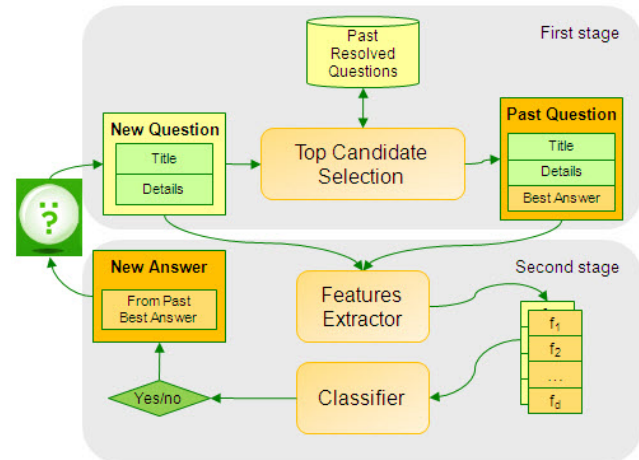 First stage
Past
Resolved
Questions
New Question
Title
Details
Top Candidate
Selection
Past Question
Title
Details
Best Answer
?
Second stage
New Answer
From Past
Best Answer
Features
Extractor
f1
f2
...
fd
Classifier
Yes/no